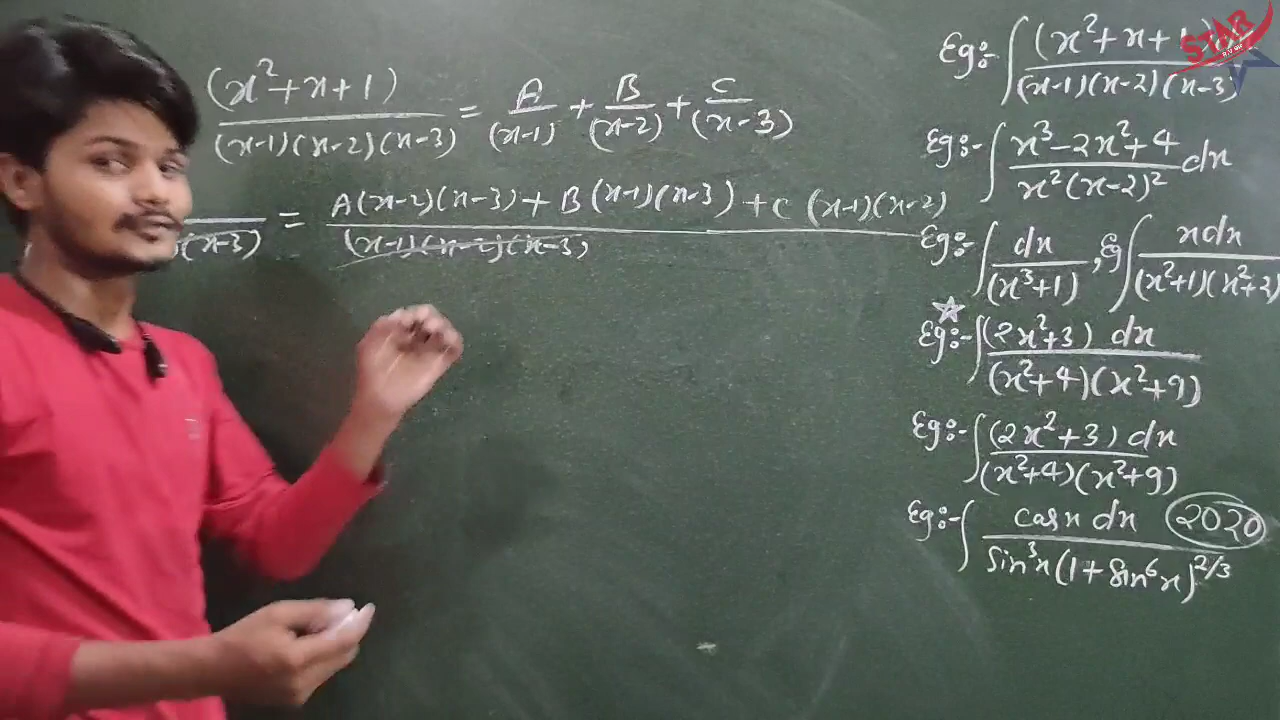 (x²+x+1) / (x-1)(x-2)(x-3) = A/(x-1) + B/(x-2) + C/(x-3)
(x-3) = A(x-2)(x-3) + B(x-1)(x-3) + C(x-1)(x-2) / (x-1)(x-2)(x-3)
Eg:- ∫ (x²+x+1) / (x-1)(x-2)(x-3)
Eg:- ∫ x³-2x²+4 / x²(x-2)² dx
Eg:- ∫ dx / (x³+1) , Eg ∫ xdx / (x²+1)(x²+2)
Eg:- ∫ (2x²+3) dx / (x²+4)(x²+9)
Eg:- ∫ (2x²+3) dx / (x²+4)(x²+9)
Eg:- ∫ cosx dx / sin³x(1+sin⁶x)^2/3 2020
STAR